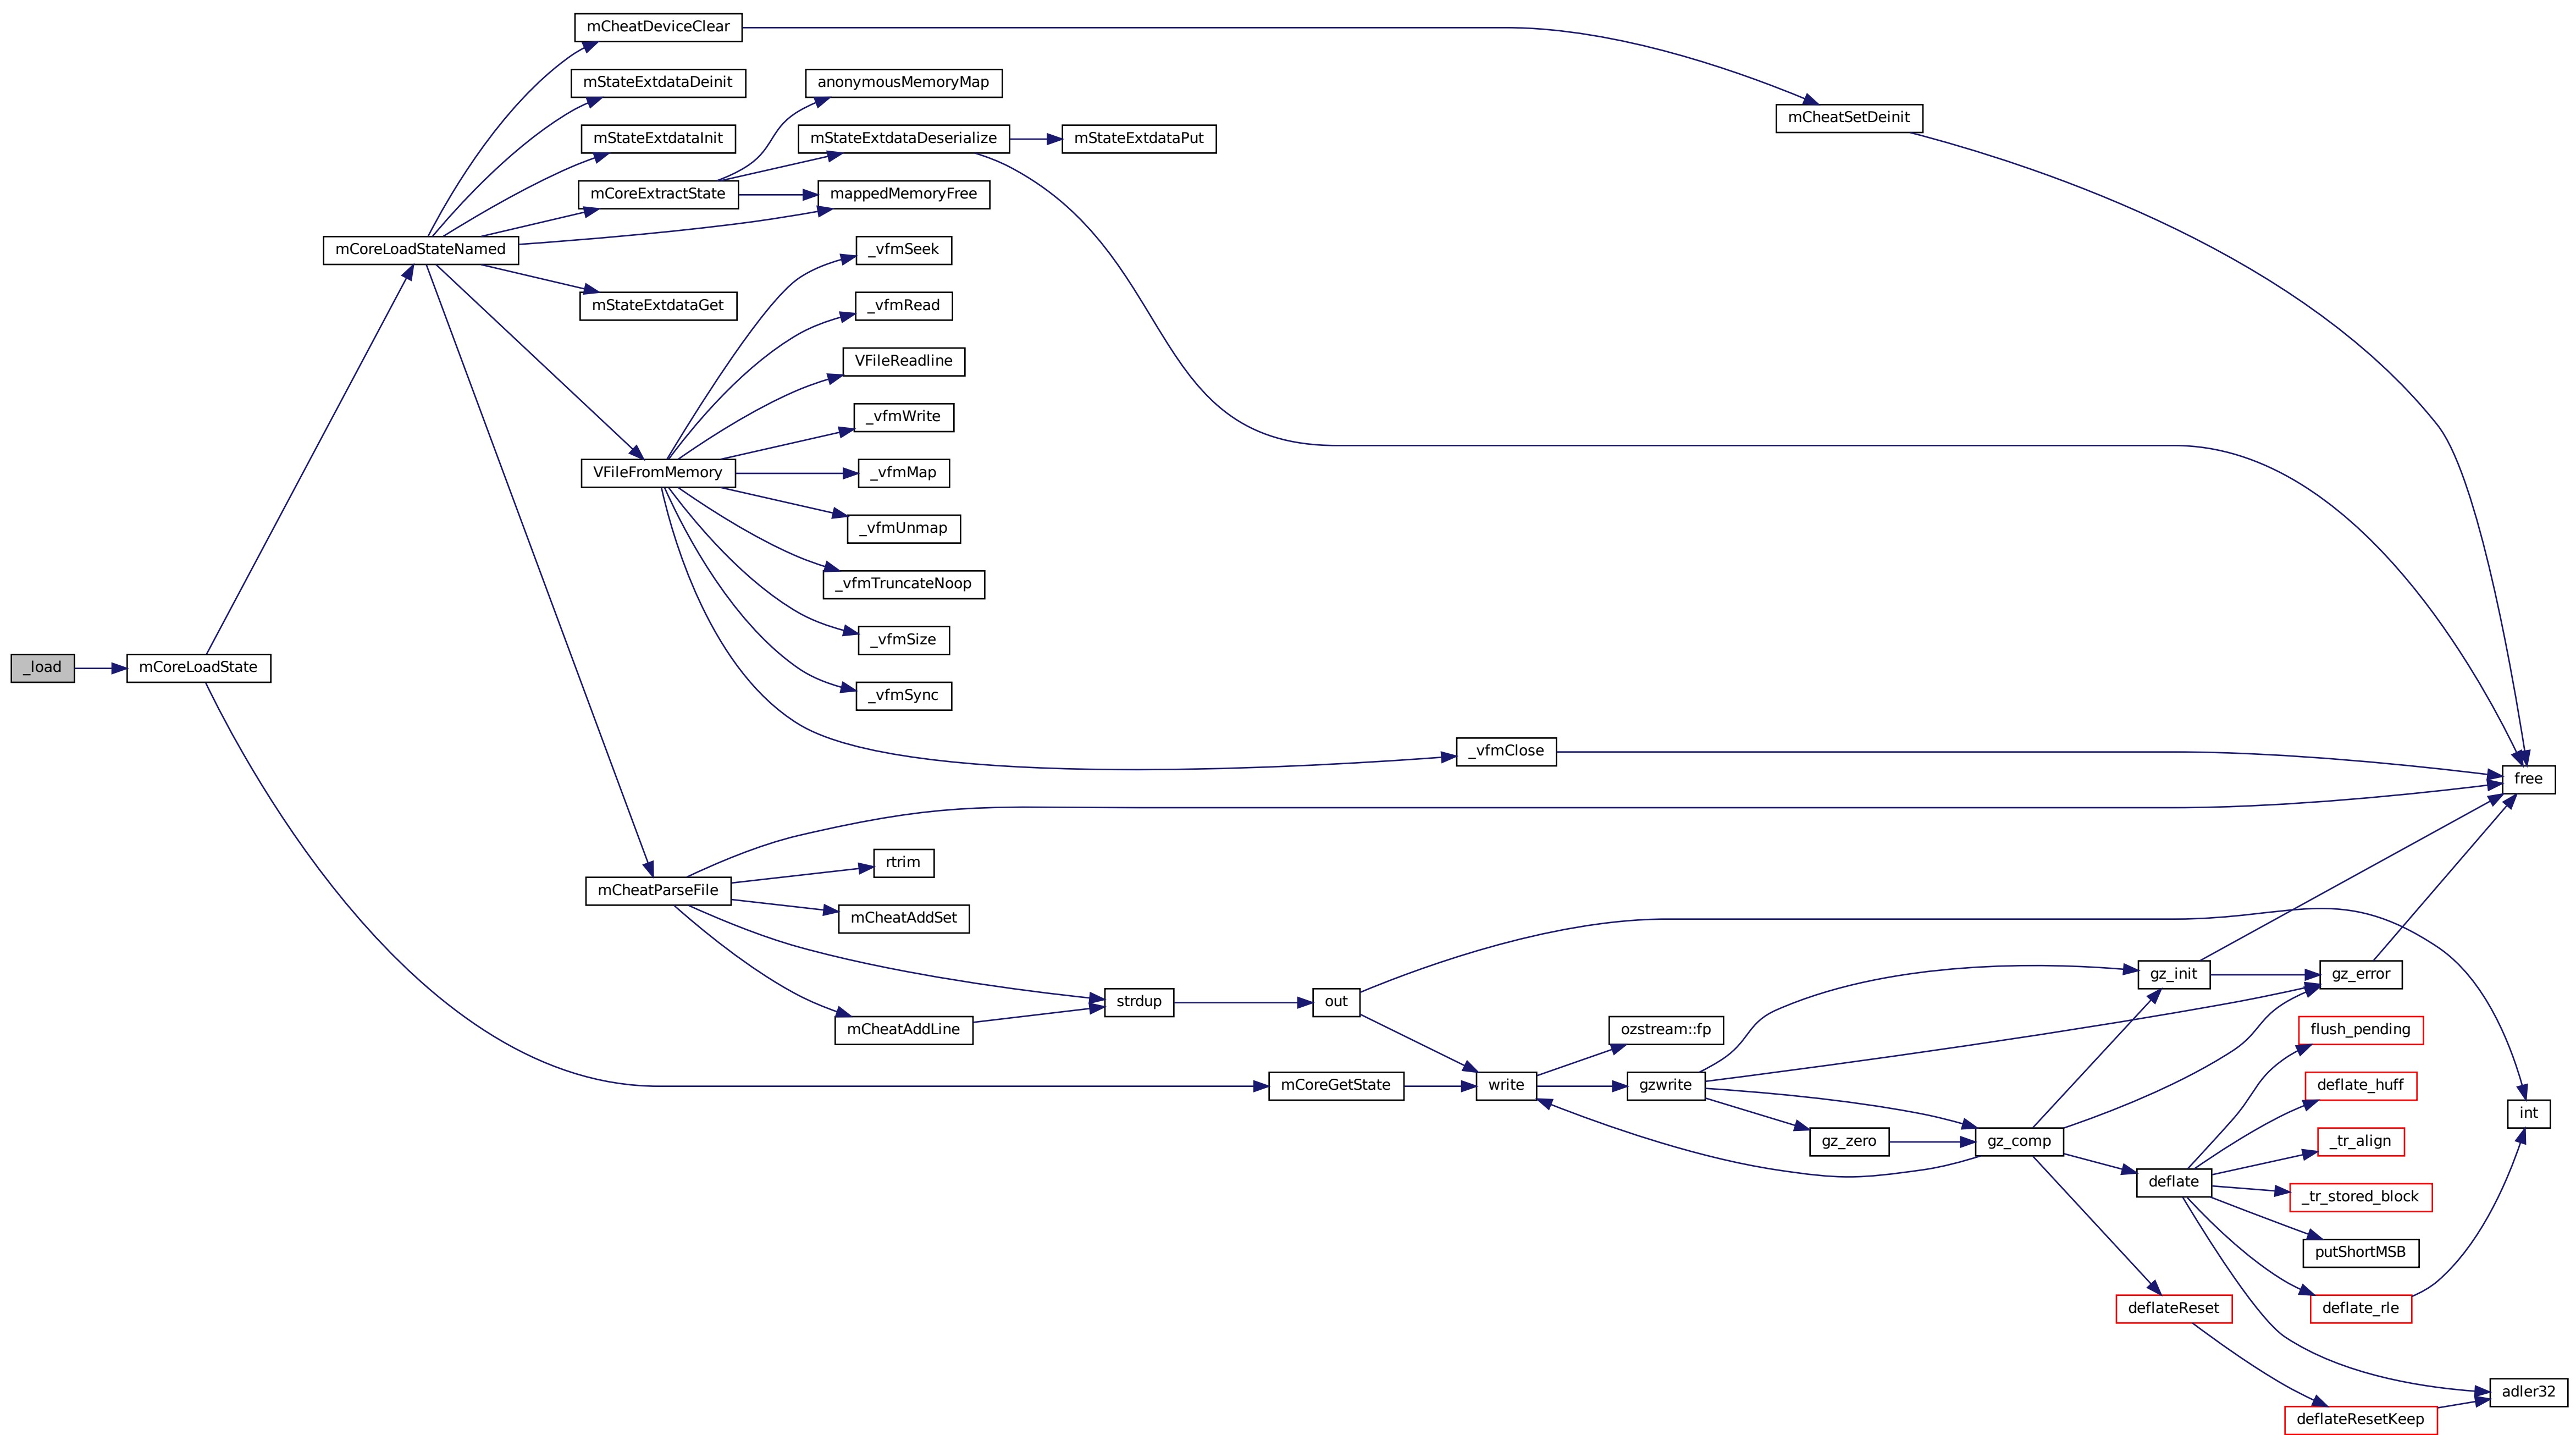 mCheatDeviceClear
mStateExtdataDeinit
anonymousMemoryMap
mCheatSetDeinit
mStateExtdataInit
mStateExtdataDeserialize
mStateExtdataPut
mCoreExtractState
mappedMemoryFree
mCoreLoadStateNamed
_vfmSeek
mStateExtdataGet
_vfmRead
VFileReadline
_vfmWrite
VFileFromMemory
_vfmMap
_vfmUnmap
_vfmTruncateNoop
_vfmSize
_load
mCoreLoadState
_vfmSync
_vfmClose
free
rtrim
mCheatParseFile
mCheatAddSet
gz_init
gz_error
strdup
out
mCheatAddLine
ozstream::fp
flush_pending
mCoreGetState
write
gzwrite
deflate_huff
int
gz_zero
gz_comp
_tr_align
deflate
_tr_stored_block
putShortMSB
deflateReset
deflate_rle
adler32
deflateResetKeep